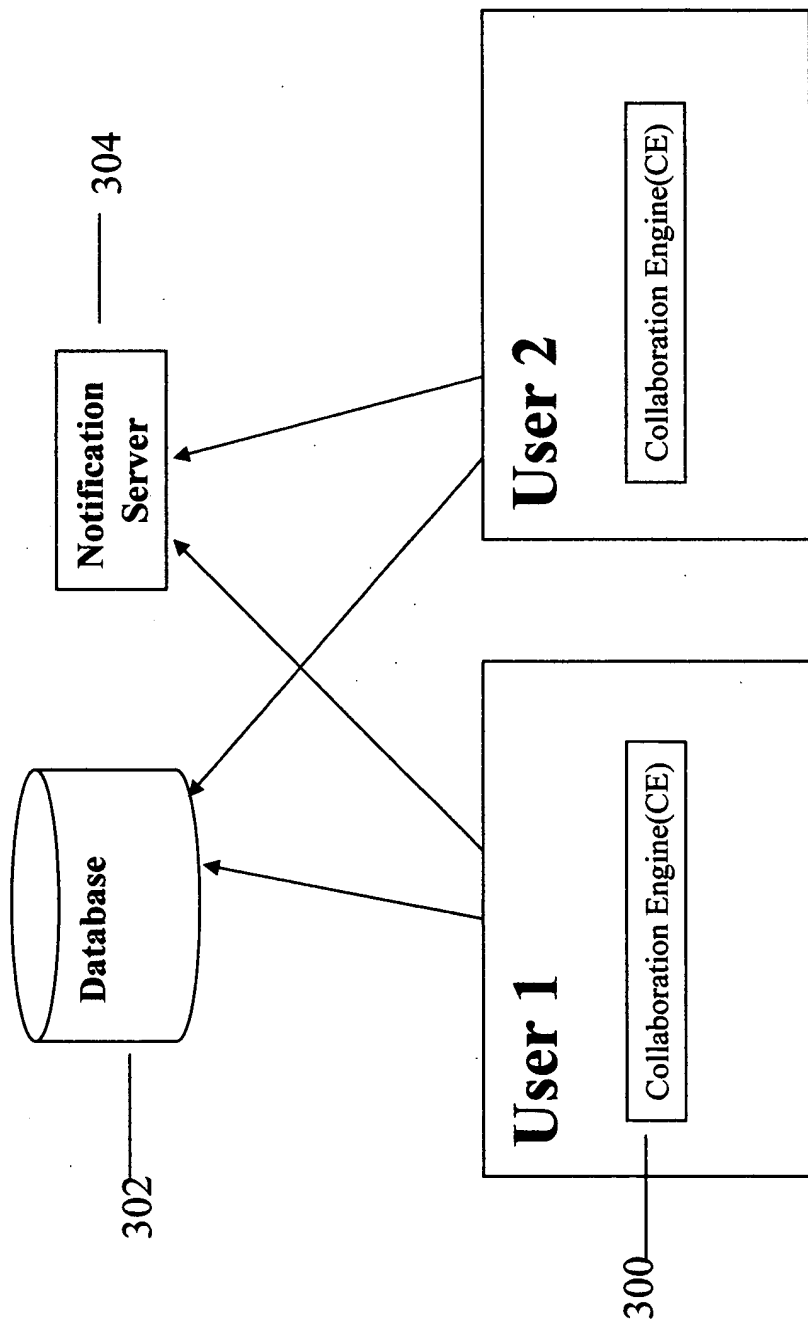 302
Database
Notification
Server
304
User 1
Collaboration Engine(CE)
300
User 2
Collaboration Engine(CE)